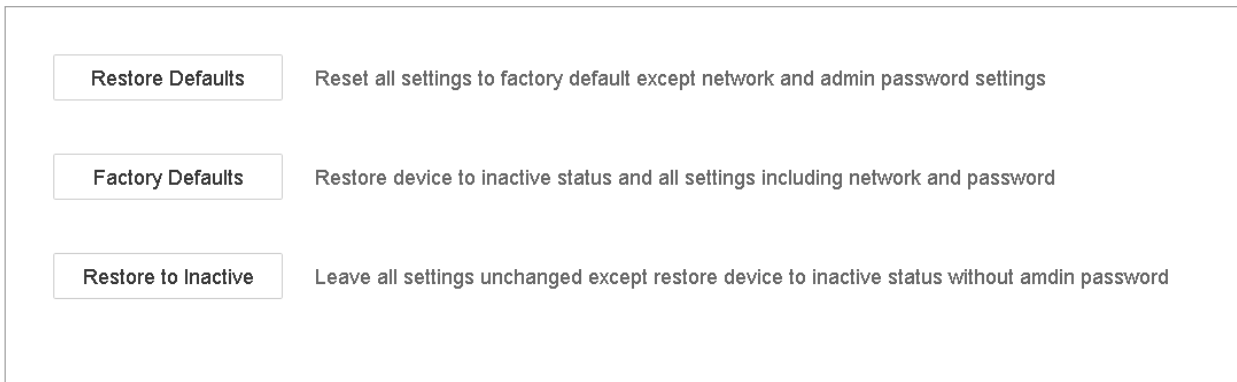 Restore Defaults Reset all settings to factory default except network and admin password settings
Factory Defaults Restore device to inactive status and all settings including network and password
Restore to Inactive Leave all settings unchanged except restore device to inactive status without amdin password